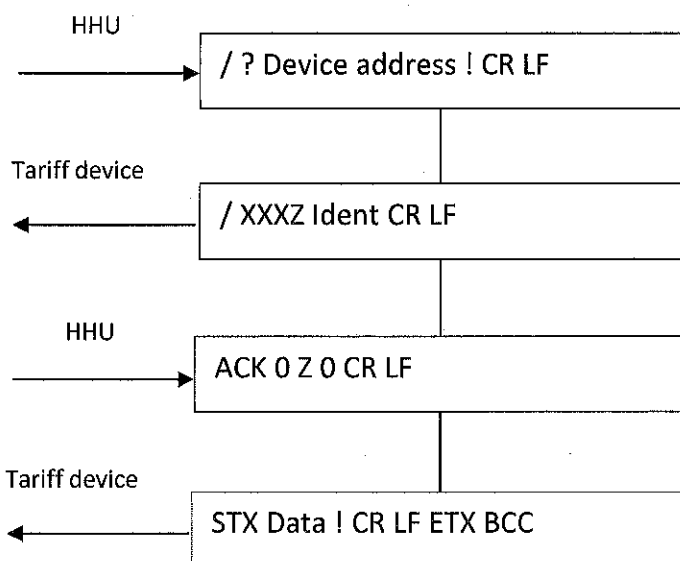 HHU
/ ? Device address ! CR LF
Tariff device
/ XXXZ Ident CR LF
HHU
ACK 0 Z 0 CR LF
Tariff device
STX Data ! CR LF ETX BCC